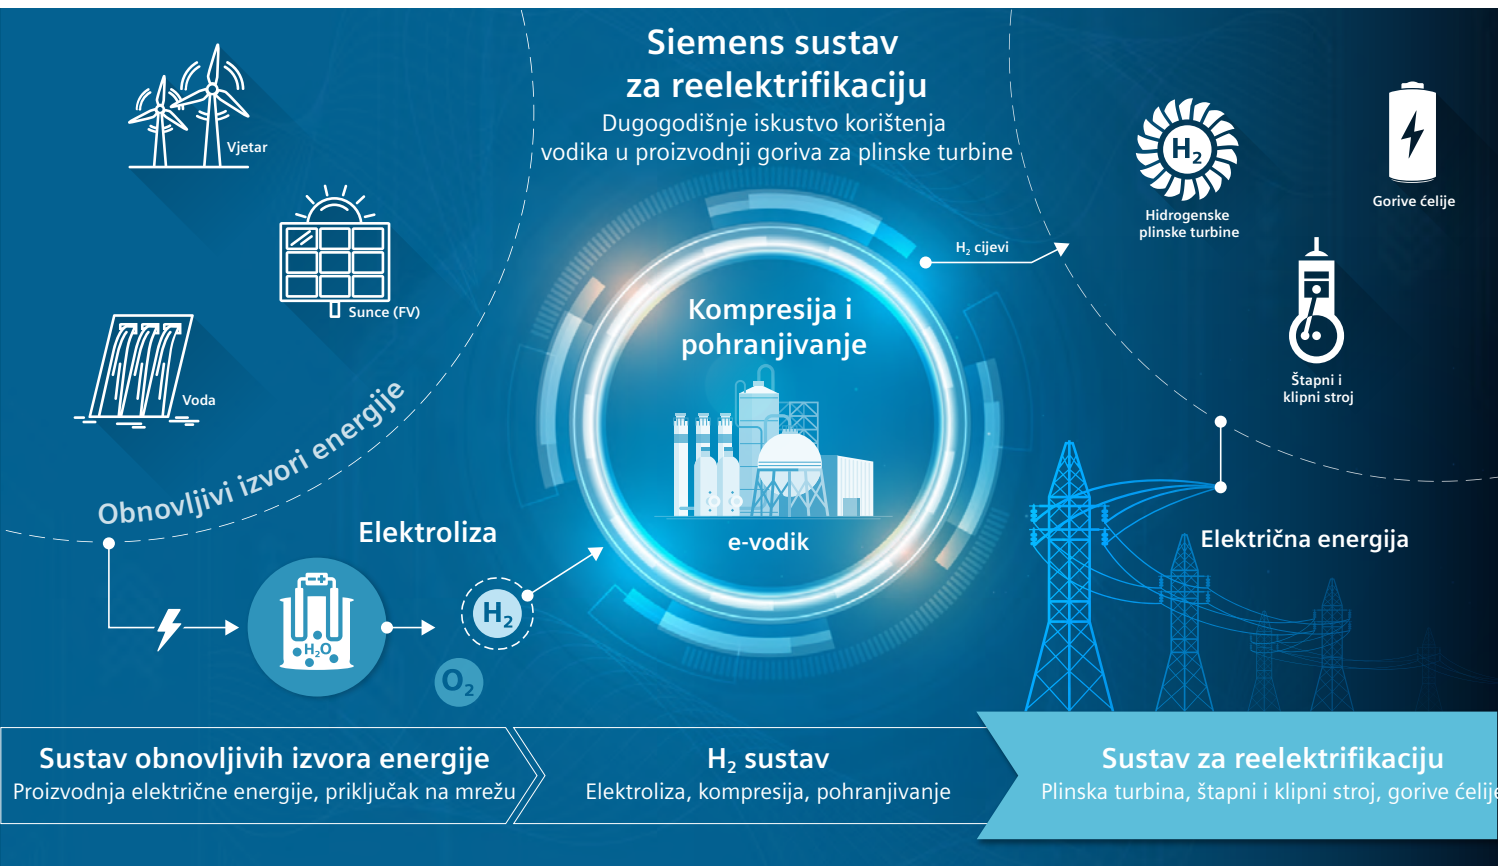 Siemens sustav
za reelektrifikaciju
Dugogodišnje iskustvo korištenja
vodika u proizvodnji goriva za plinske turbine
Vjetar
Sunce (FV)
Voda
Obnovljivi izvori energije
Elektroliza
H₂O
H₂
O₂
Kompresija i
pohranjivanje
e-vodik
H₂ cijevi
H₂
Hidrogenske
plinske turbine
Gorive ćelije
Štapni i
klipni stroj
Električna energija
Sustav obnovljivih izvora energije
Proizvodnja električne energije, priključak na mrežu
H₂ sustav
Elektroliza, kompresija, pohranjivanje
Sustav za reelektrifikaciju
Plinska turbina, štapni i klipni stroj, gorive ćelije